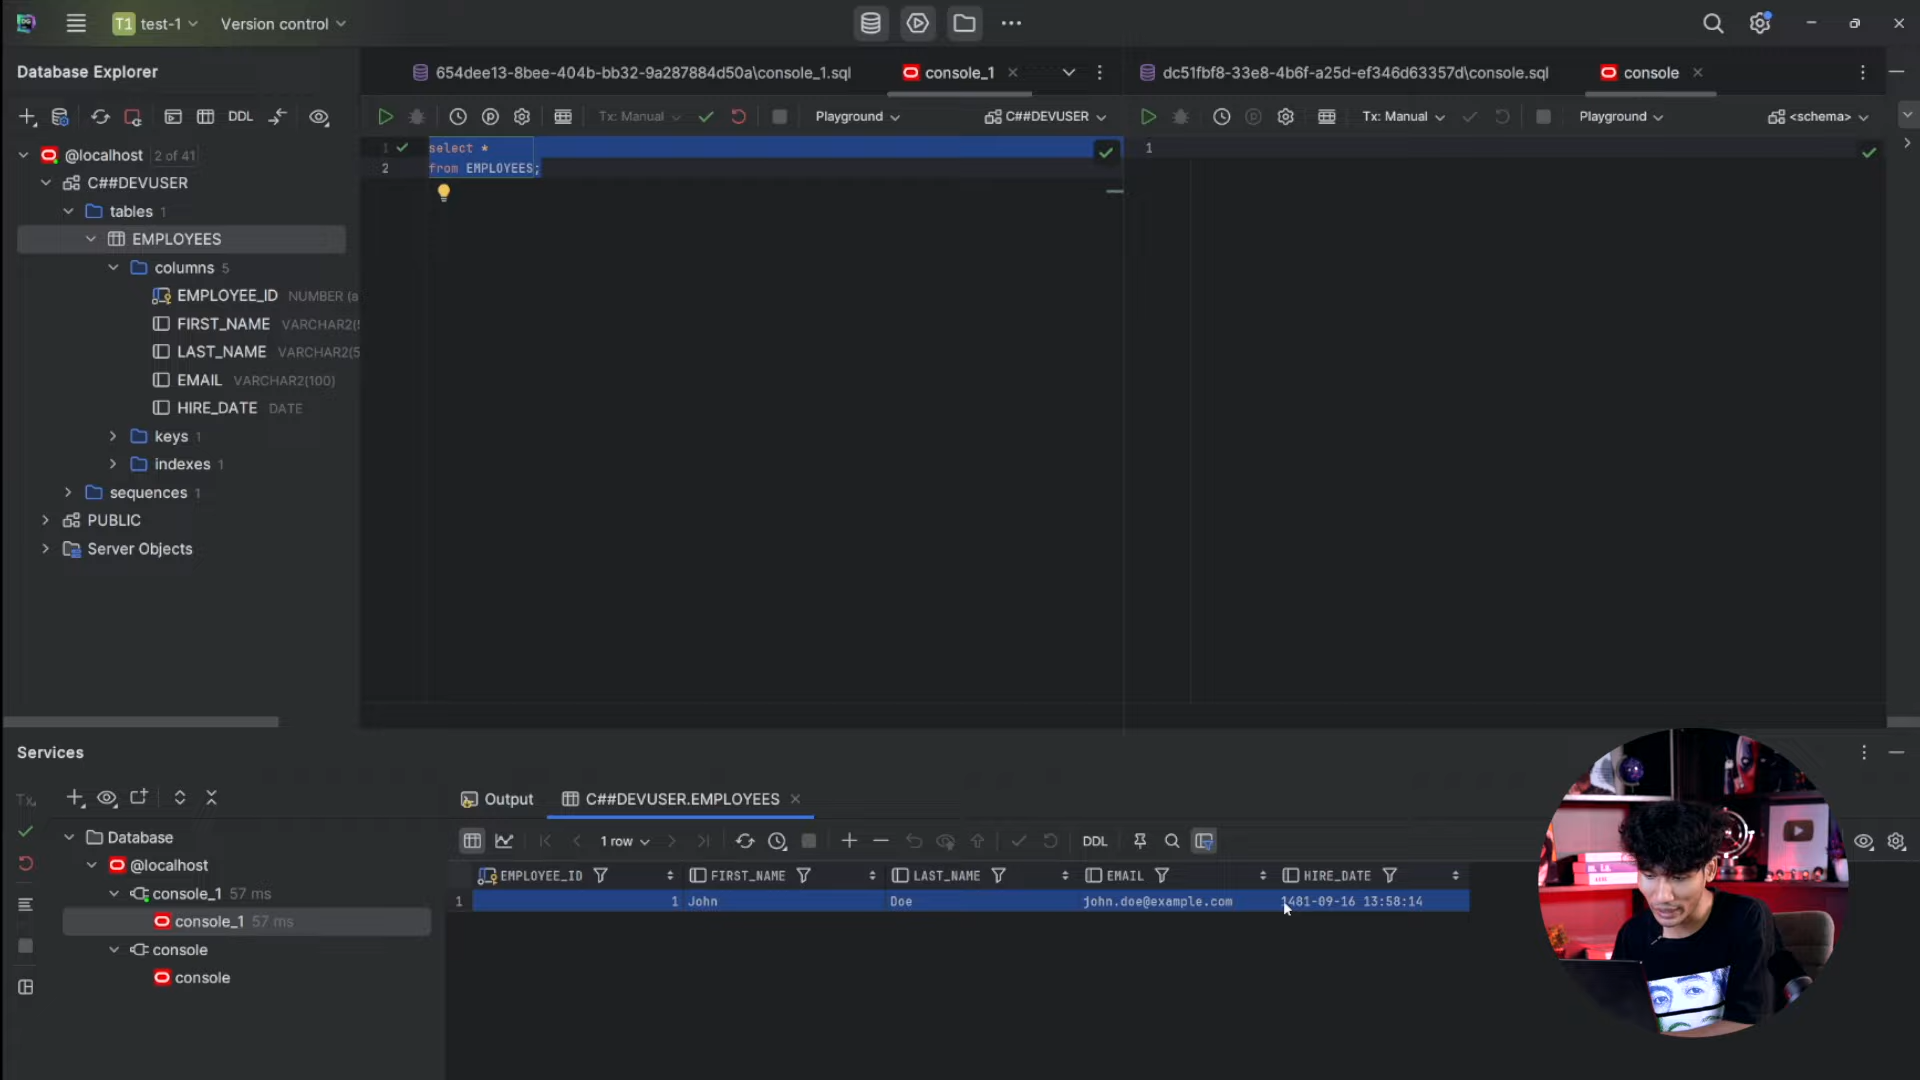 T1 test-1 Version control
Database Explorer
654dee13-8bee-404b-bb32-9a287884d50a\console_1.sql console_1
dc51fbf8-33e8-4b6f-a25d-ef346d63357d\console.sql console
DDL
Tx: Manual Playground C##DEVUSER
Tx: Manual Playground <schema>
@localhost 2 of 41
C##DEVUSER
tables 1
EMPLOYEES
columns 5
EMPLOYEE_ID NUMBER (a
FIRST_NAME VARCHAR2(5
LAST_NAME VARCHAR2(5
EMAIL VARCHAR2(100)
HIRE_DATE DATE
keys 1
indexes 1
sequences 1
PUBLIC
Server Objects
1 select *
2 from EMPLOYEES;
1
Services
Tx
Database
@localhost
console_1 57 ms
console_1 57 ms
console
console
Output C##DEVUSER.EMPLOYEES
1 row DDL
EMPLOYEE_ID FIRST_NAME LAST_NAME EMAIL HIRE_DATE
1 1 John Doe john.doe@example.com 1481-09-16 13:58:14